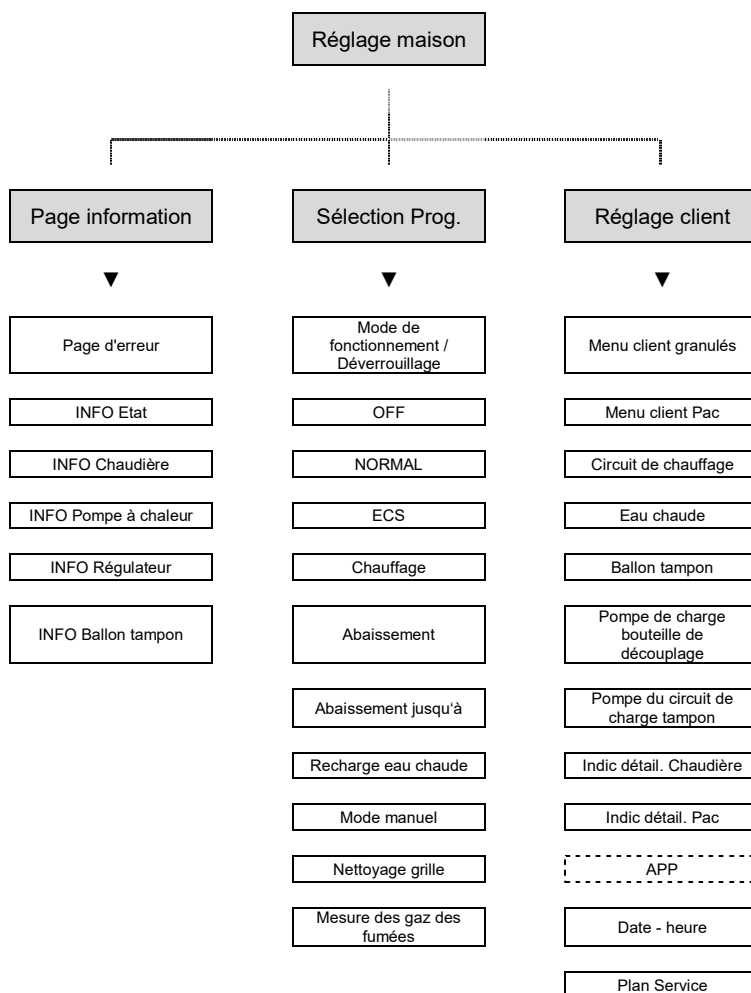 Réglage maison
Page information
Sélection Prog.
Réglage client
▼
▼
▼
Page d'erreur
INFO Etat
INFO Chaudière
INFO Pompe à chaleur
INFO Régulateur
INFO Ballon tampon
Mode de
fonctionnement /
Déverrouillage
OFF
NORMAL
ECS
Chauffage
Abaissement
Abaissement jusqu‘à
Recharge eau chaude
Mode manuel
Nettoyage grille
Mesure des gaz des
fumées
Menu client granulés
Menu client Pac
Circuit de chauffage
Eau chaude
Ballon tampon
Pompe de charge
bouteille de
découplage
Pompe du circuit de
charge tampon
Indic détail. Chaudière
Indic détail. Pac
APP
Date - heure
Plan Service